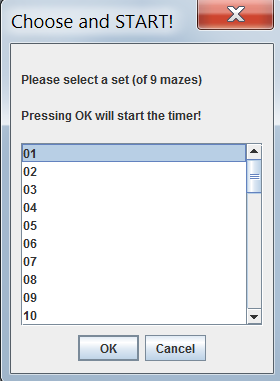 Choose and START!
Please select a set (of 9 mazes)
Pressing OK will start the timer!
01
02
03
04
05
06
07
08
09
10
OK Cancel